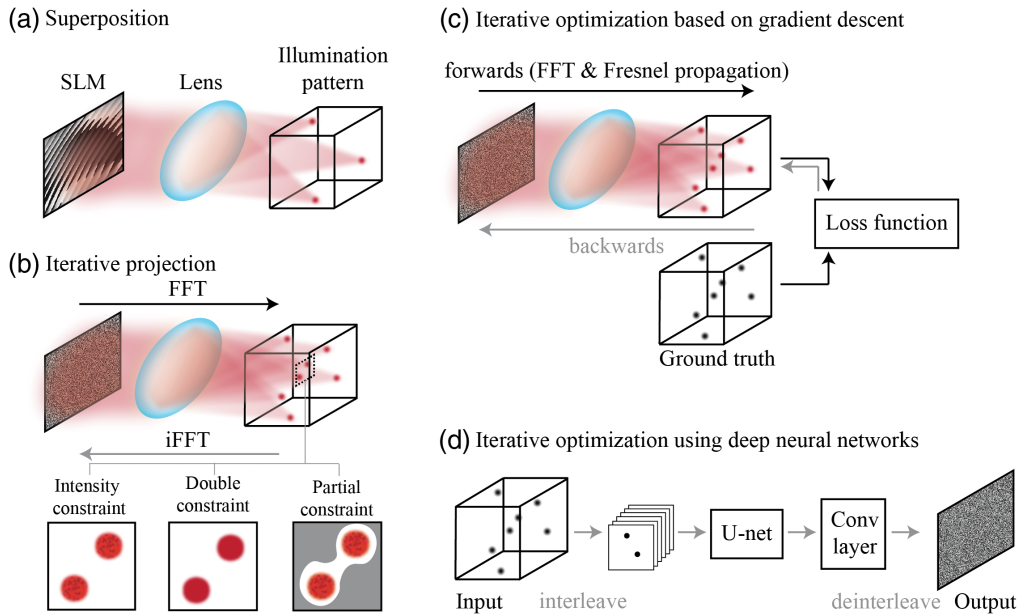 (a) Superposition
SLM
Lens
Illumination
pattern
(b) Iterative projection
FFT
iFFT
Intensity
constraint
Double
constraint
Partial
constraint
(c) Iterative optimization based on gradient descent
forwards (FFT & Fresnel propagation)
backwards
Loss function
Ground truth
(d) Iterative optimization using deep neural networks
U-net
Conv
layer
Input
interleave
deinterleave
Output